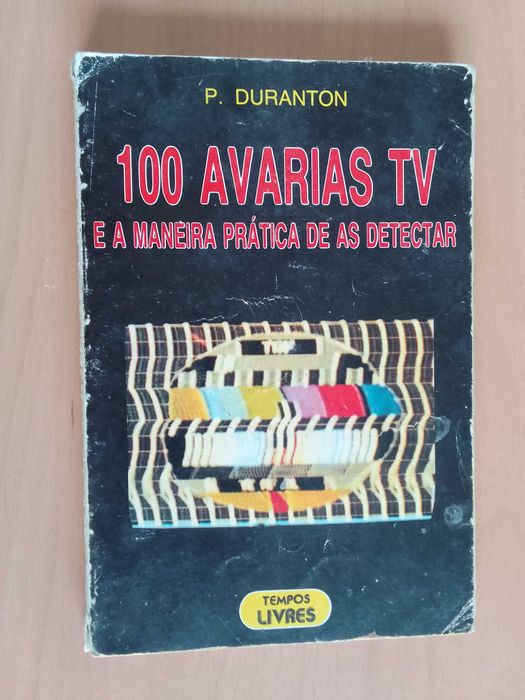 P. DURANTON
100 AVARIAS TV
E A MANEIRA PRÁTICA DE AS DETECTAR
TEMPOS
LIVRES